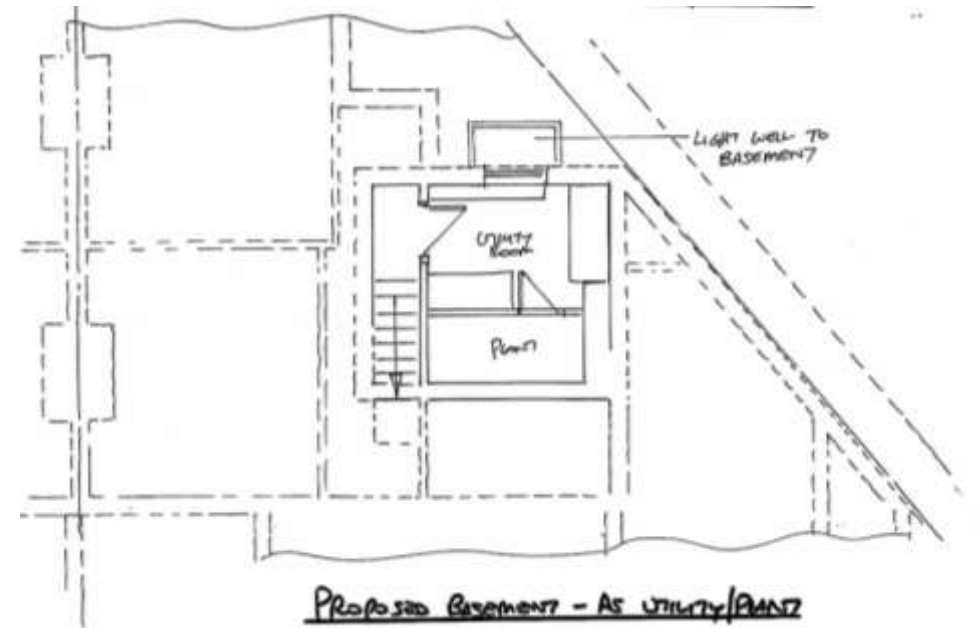 LIGHT WELL TO
BASEMENT
UTILITY
ROOM
PLANT
PROPOSED BASEMENT - AS UTILITY/PLANT